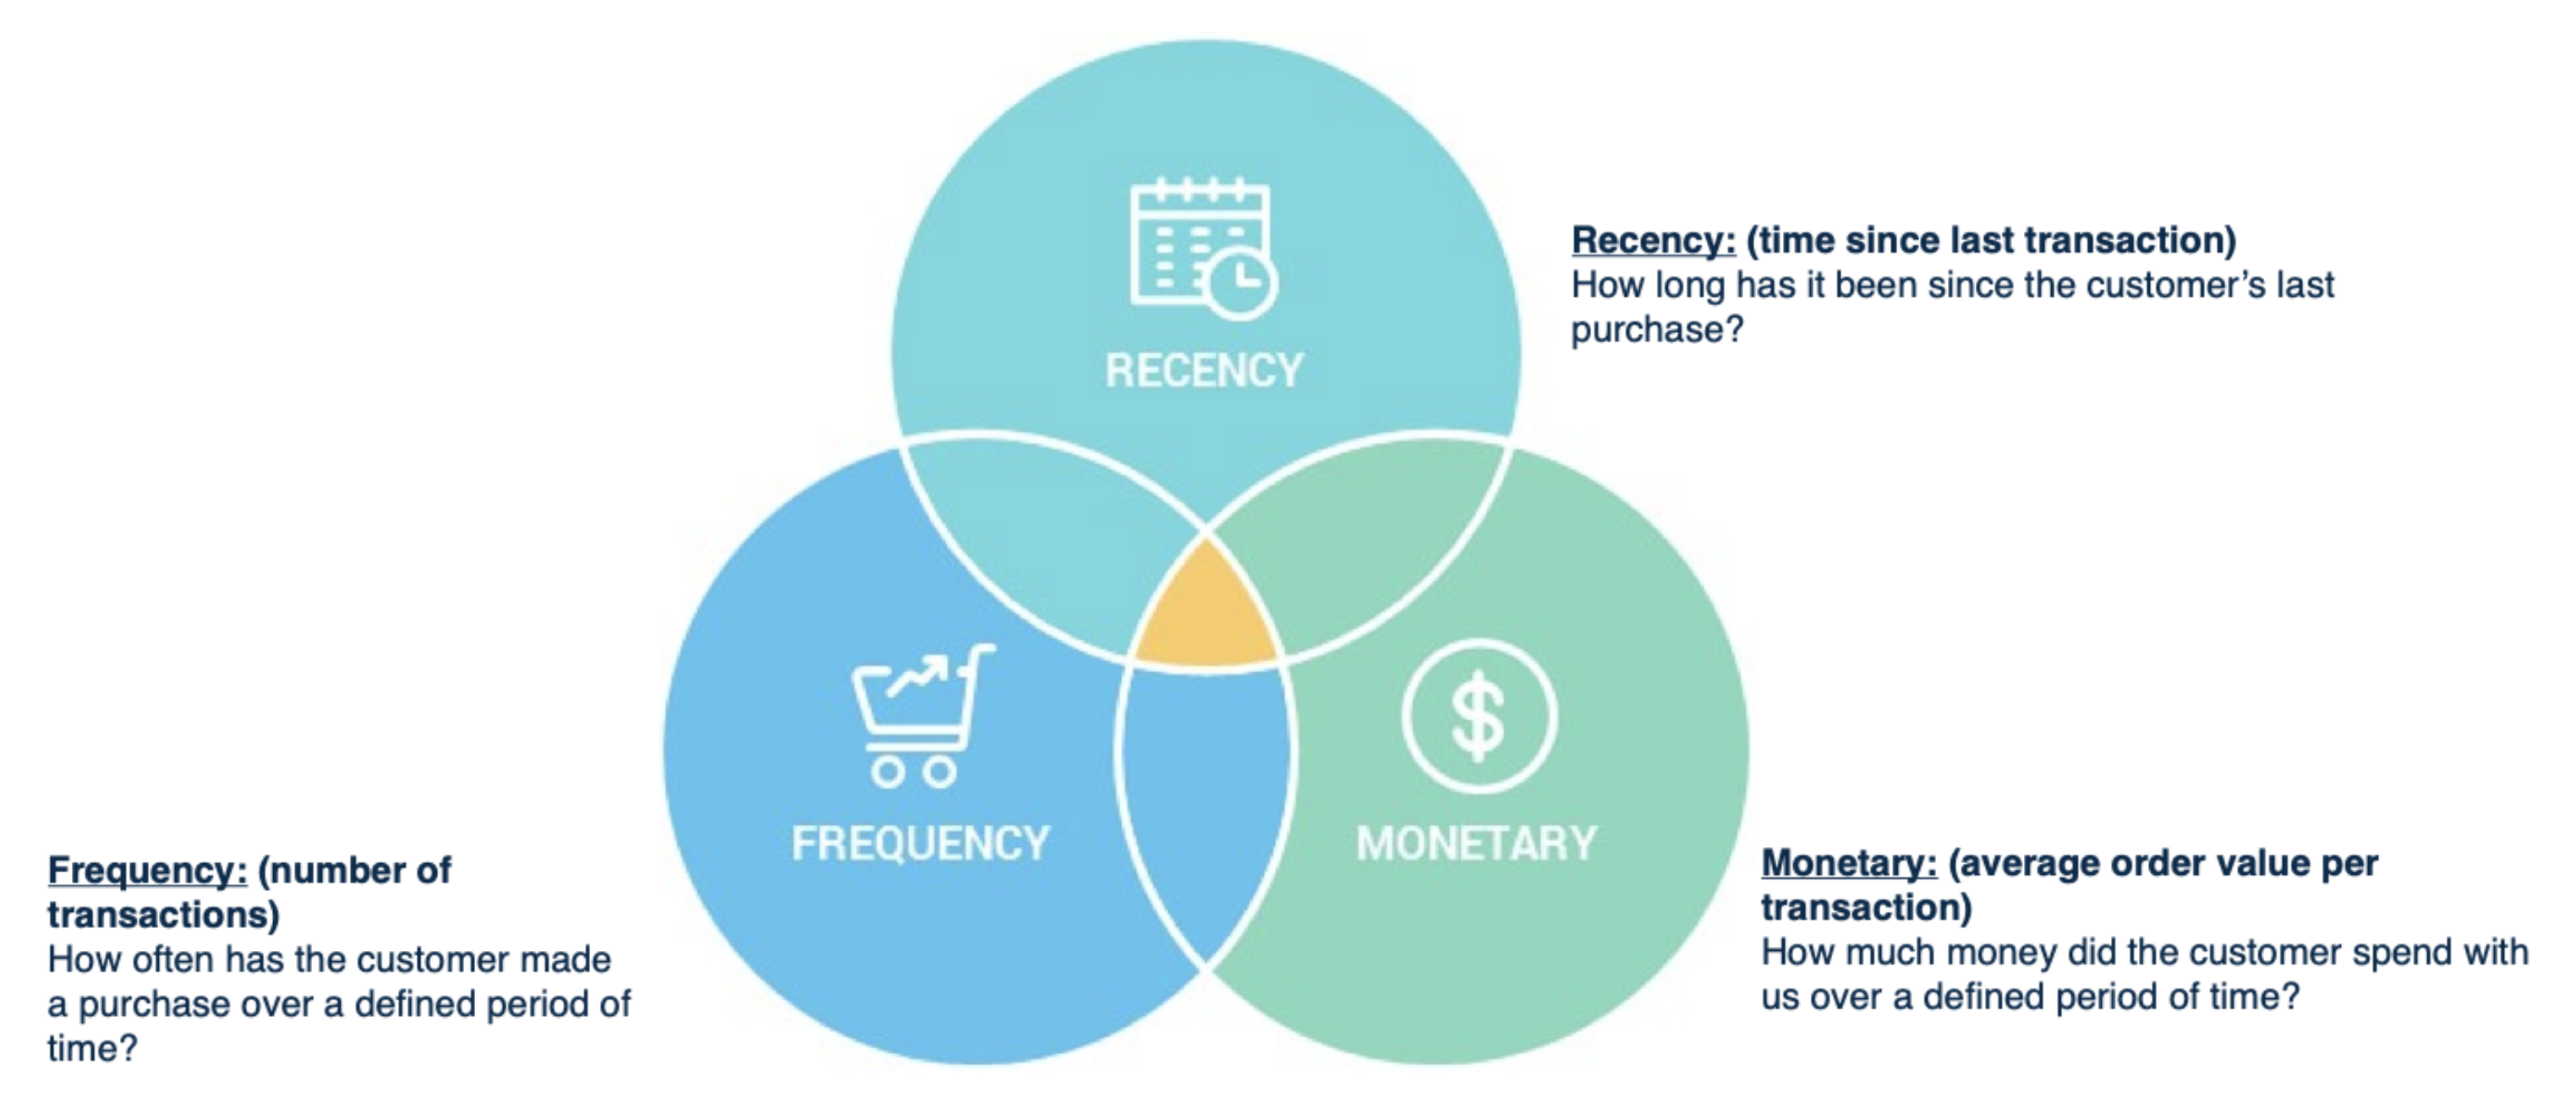 RECENCY
Recency: (time since last transaction)
How long has it been since the customer’s last
purchase?
FREQUENCY
MONETARY
$
Frequency: (number of
transactions)
How often has the customer made
a purchase over a defined period of
time?
Monetary: (average order value per
transaction)
How much money did the customer spend with
us over a defined period of time?